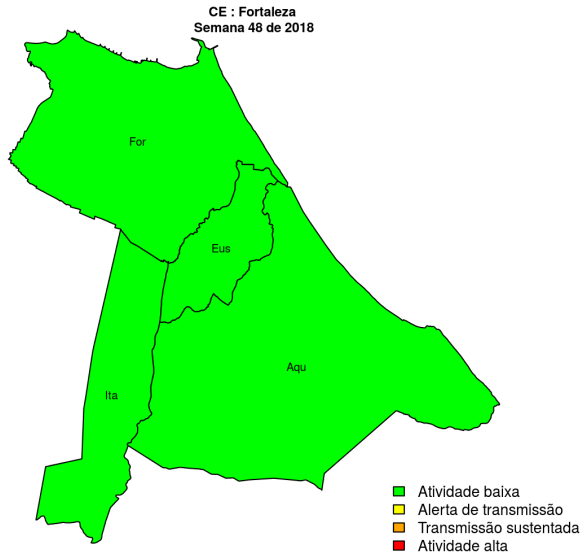 CE : Fortaleza
Semana 48 de 2018
For
Eus
Aqu
Ita
Atividade baixa
Alerta de transmissão
Transmissão sustentada
Atividade alta